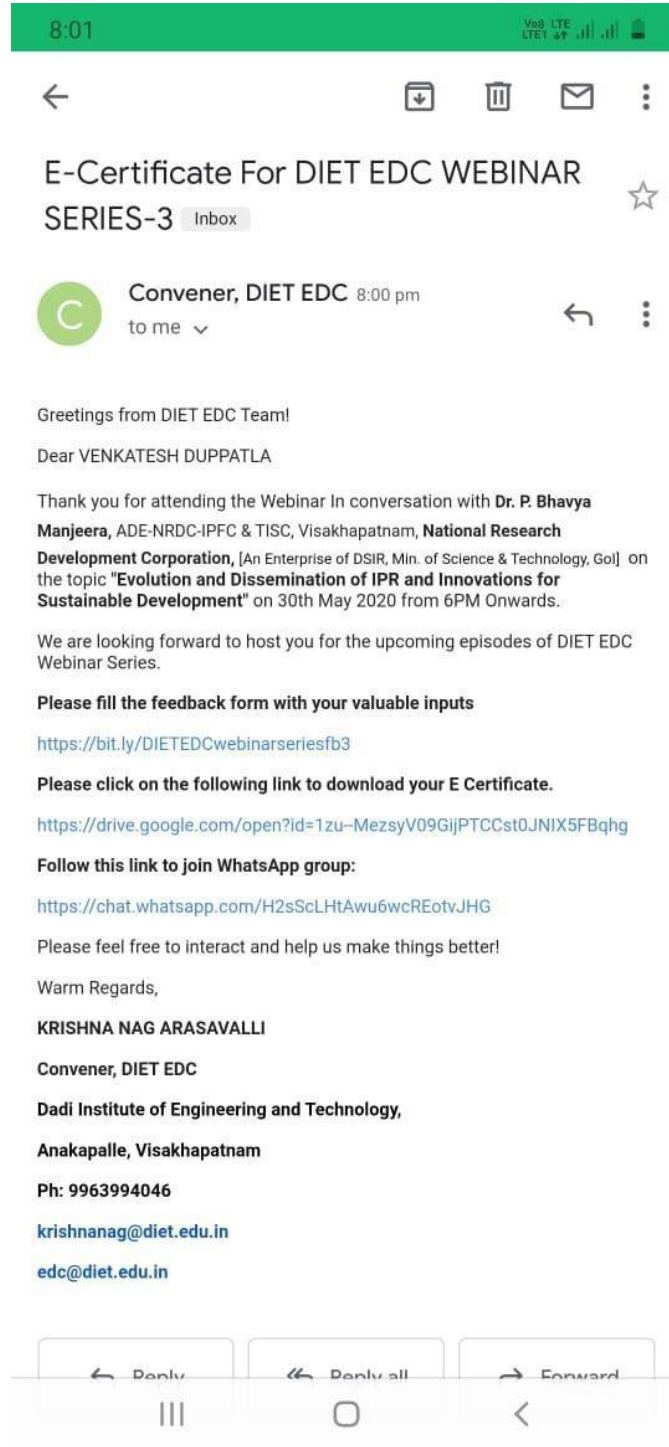 8:01
Vo)) LTE
LTE1
E-Certificate For DIET EDC WEBINAR
SERIES-3 Inbox
C
Convener, DIET EDC 8:00 pm
to me
Greetings from DIET EDC Team!
Dear VENKATESH DUPPATLA
Thank you for attending the Webinar In conversation with Dr. P. Bhavya
Manjeera, ADE-NRDC-IPFC & TISC, Visakhapatnam, National Research
Development Corporation, [An Enterprise of DSIR, Min. of Science & Technology, GoI] on
the topic "Evolution and Dissemination of IPR and Innovations for
Sustainable Development" on 30th May 2020 from 6PM Onwards.
We are looking forward to host you for the upcoming episodes of DIET EDC
Webinar Series.
Please fill the feedback form with your valuable inputs
https://bit.ly/DIETEDCwebinarseriesfb3
Please click on the following link to download your E Certificate.
https://drive.google.com/open?id=1zu--MezsyV09GijPTCCst0JNIX5FBqhg
Follow this link to join WhatsApp group:
https://chat.whatsapp.com/H2sScLHtAwu6wcREotvJHG
Please feel free to interact and help us make things better!
Warm Regards,
KRISHNA NAG ARASAVALLI
Convener, DIET EDC
Dadi Institute of Engineering and Technology,
Anakapalle, Visakhapatnam
Ph: 9963994046
krishnanag@diet.edu.in
edc@diet.edu.in
Reply Reply all Forward